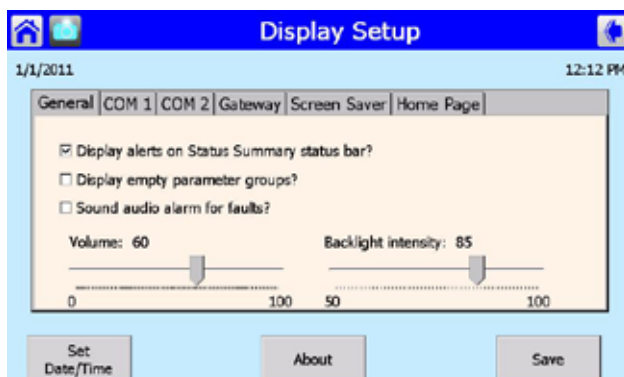 Display Setup
1/1/2011 12:12 PM
General COM 1 COM 2 Gateway Screen Saver Home Page
Display alerts on Status Summary status bar?
Display empty parameter groups?
Sound audio alarm for faults?
Volume: 60 Backlight intensity: 85
0 100 50 100
Set
Date/Time
About
Save